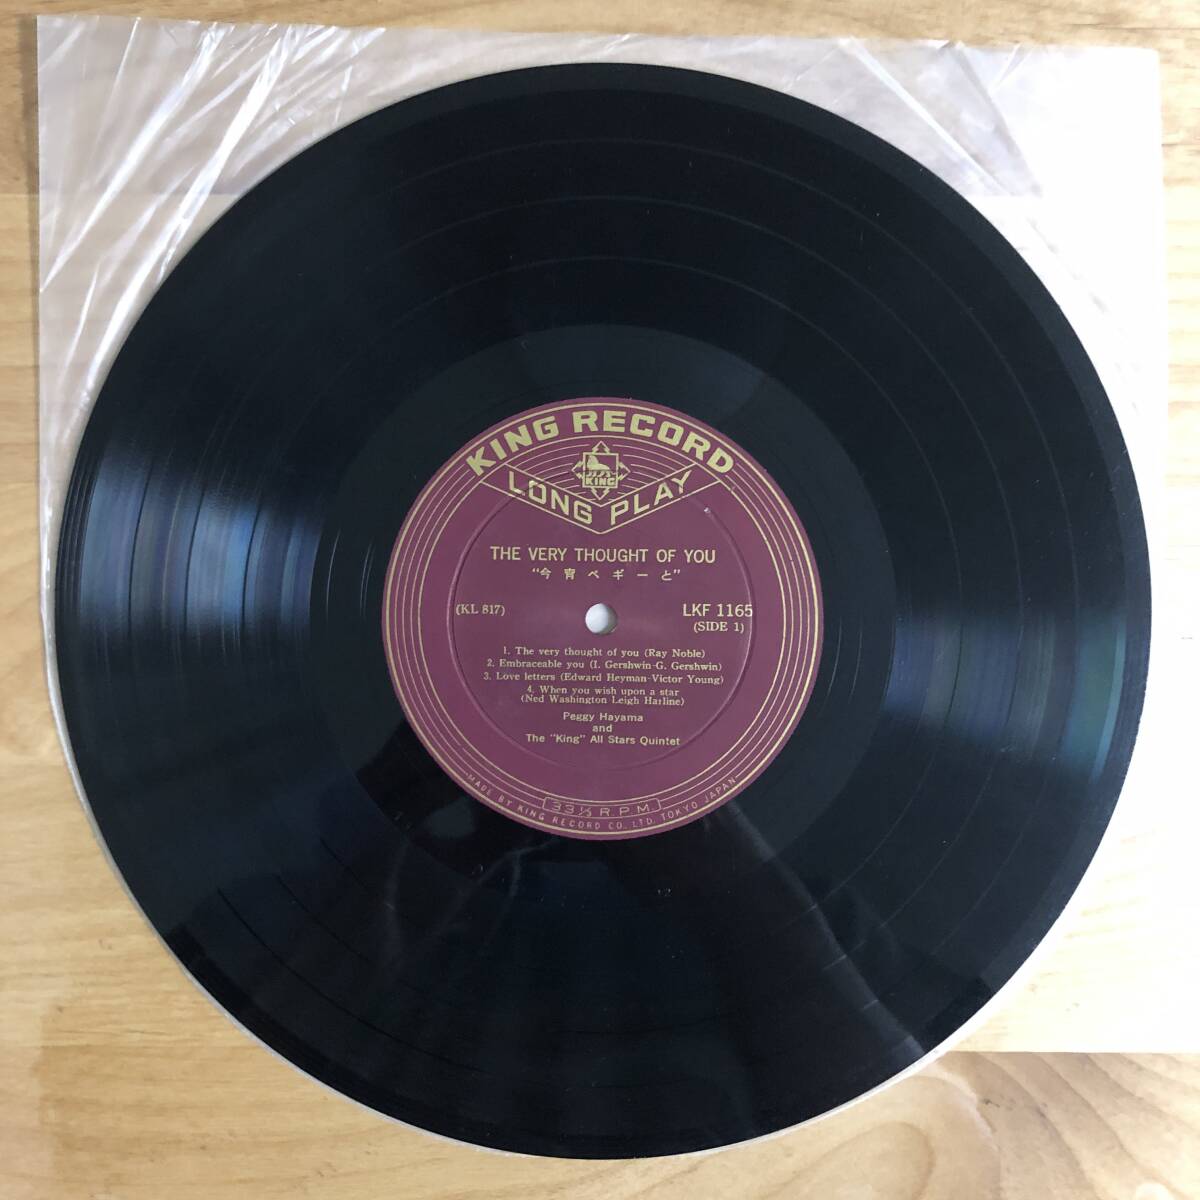 KING RECORD
KING
LONG PLAY
THE VERY THOUGHT OF YOU
"今宵ペギーと"
(KL 817)
LKF 1165
(SIDE 1)
1. The very thought of you (Ray Noble)
2. Embraceable you (I. Gershwin-G. Gershwin)
3. Love letters (Edward Heyman-Victor Young)
4. When you wish upon a star
(Ned Washington Leigh Harline)
Peggy Hayama
and
The "King" All Stars Quintet
33⅓ R.P.M.
MADE BY KING RECORD CO., LTD. TOKYO JAPAN